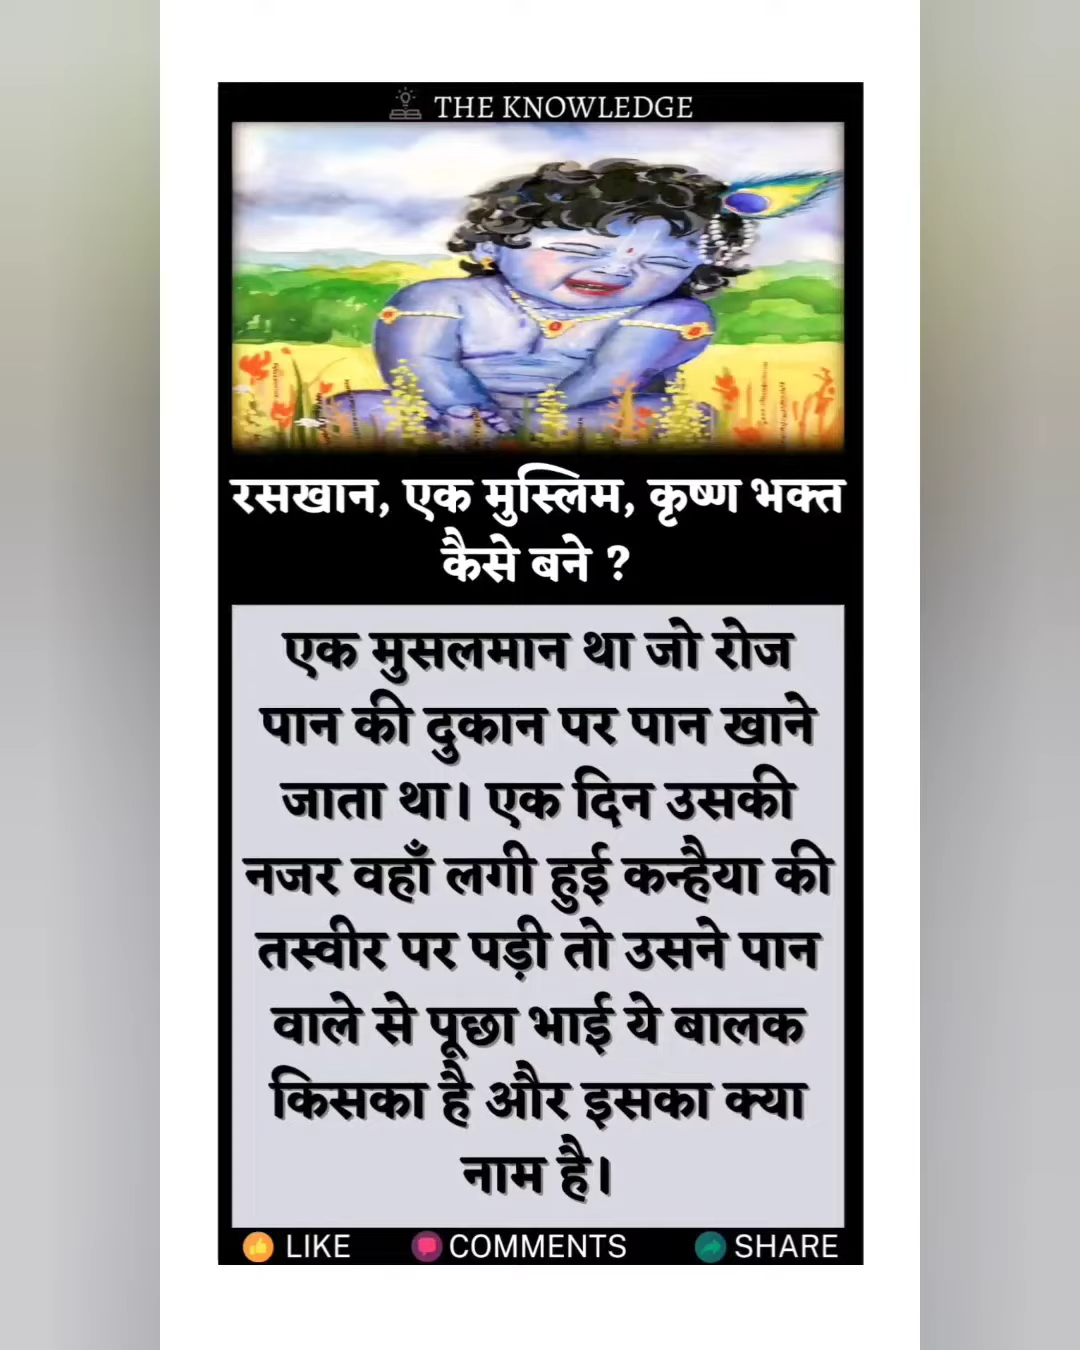 THE KNOWLEDGE
रसखान, एक मुस्लिम, कृष्ण भक्त
कैसे बने ?
एक मुसलमान था जो रोज
पान की दुकान पर पान खाने
जाता था। एक दिन उसकी
नजर वहाँ लगी हुई कन्हैया की
तस्वीर पर पड़ी तो उसने पान
वाले से पूछा भाई ये बालक
किसका है और इसका क्या
नाम है।
LIKE COMMENTS SHARE